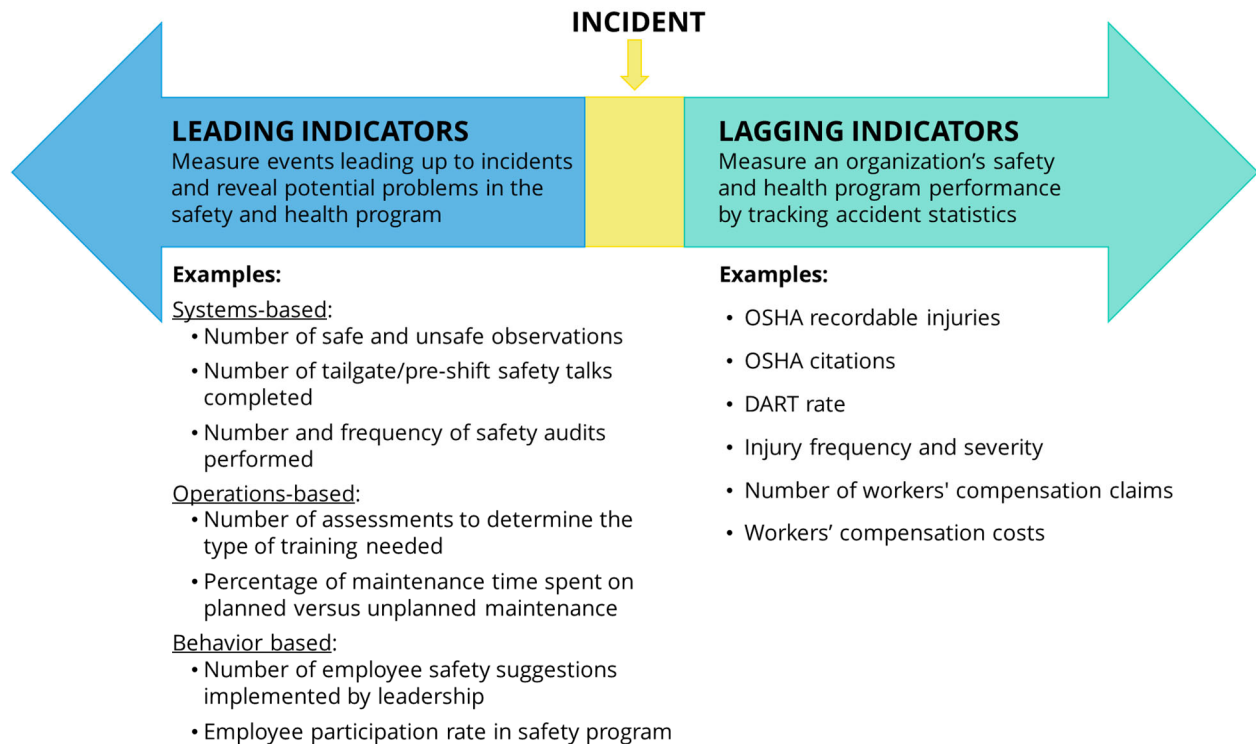 INCIDENT
LEADING INDICATORS
Measure events leading up to incidents
and reveal potential problems in the
safety and health program
LAGGING INDICATORS
Measure an organization’s safety
and health program performance
by tracking accident statistics
Examples:
Systems-based:
• Number of safe and unsafe observations
• Number of tailgate/pre-shift safety talks
completed
• Number and frequency of safety audits
performed
Operations-based:
• Number of assessments to determine the
type of training needed
• Percentage of maintenance time spent on
planned versus unplanned maintenance
Behavior based:
• Number of employee safety suggestions
implemented by leadership
• Employee participation rate in safety program
Examples:
• OSHA recordable injuries
• OSHA citations
• DART rate
• Injury frequency and severity
• Number of workers' compensation claims
• Workers’ compensation costs